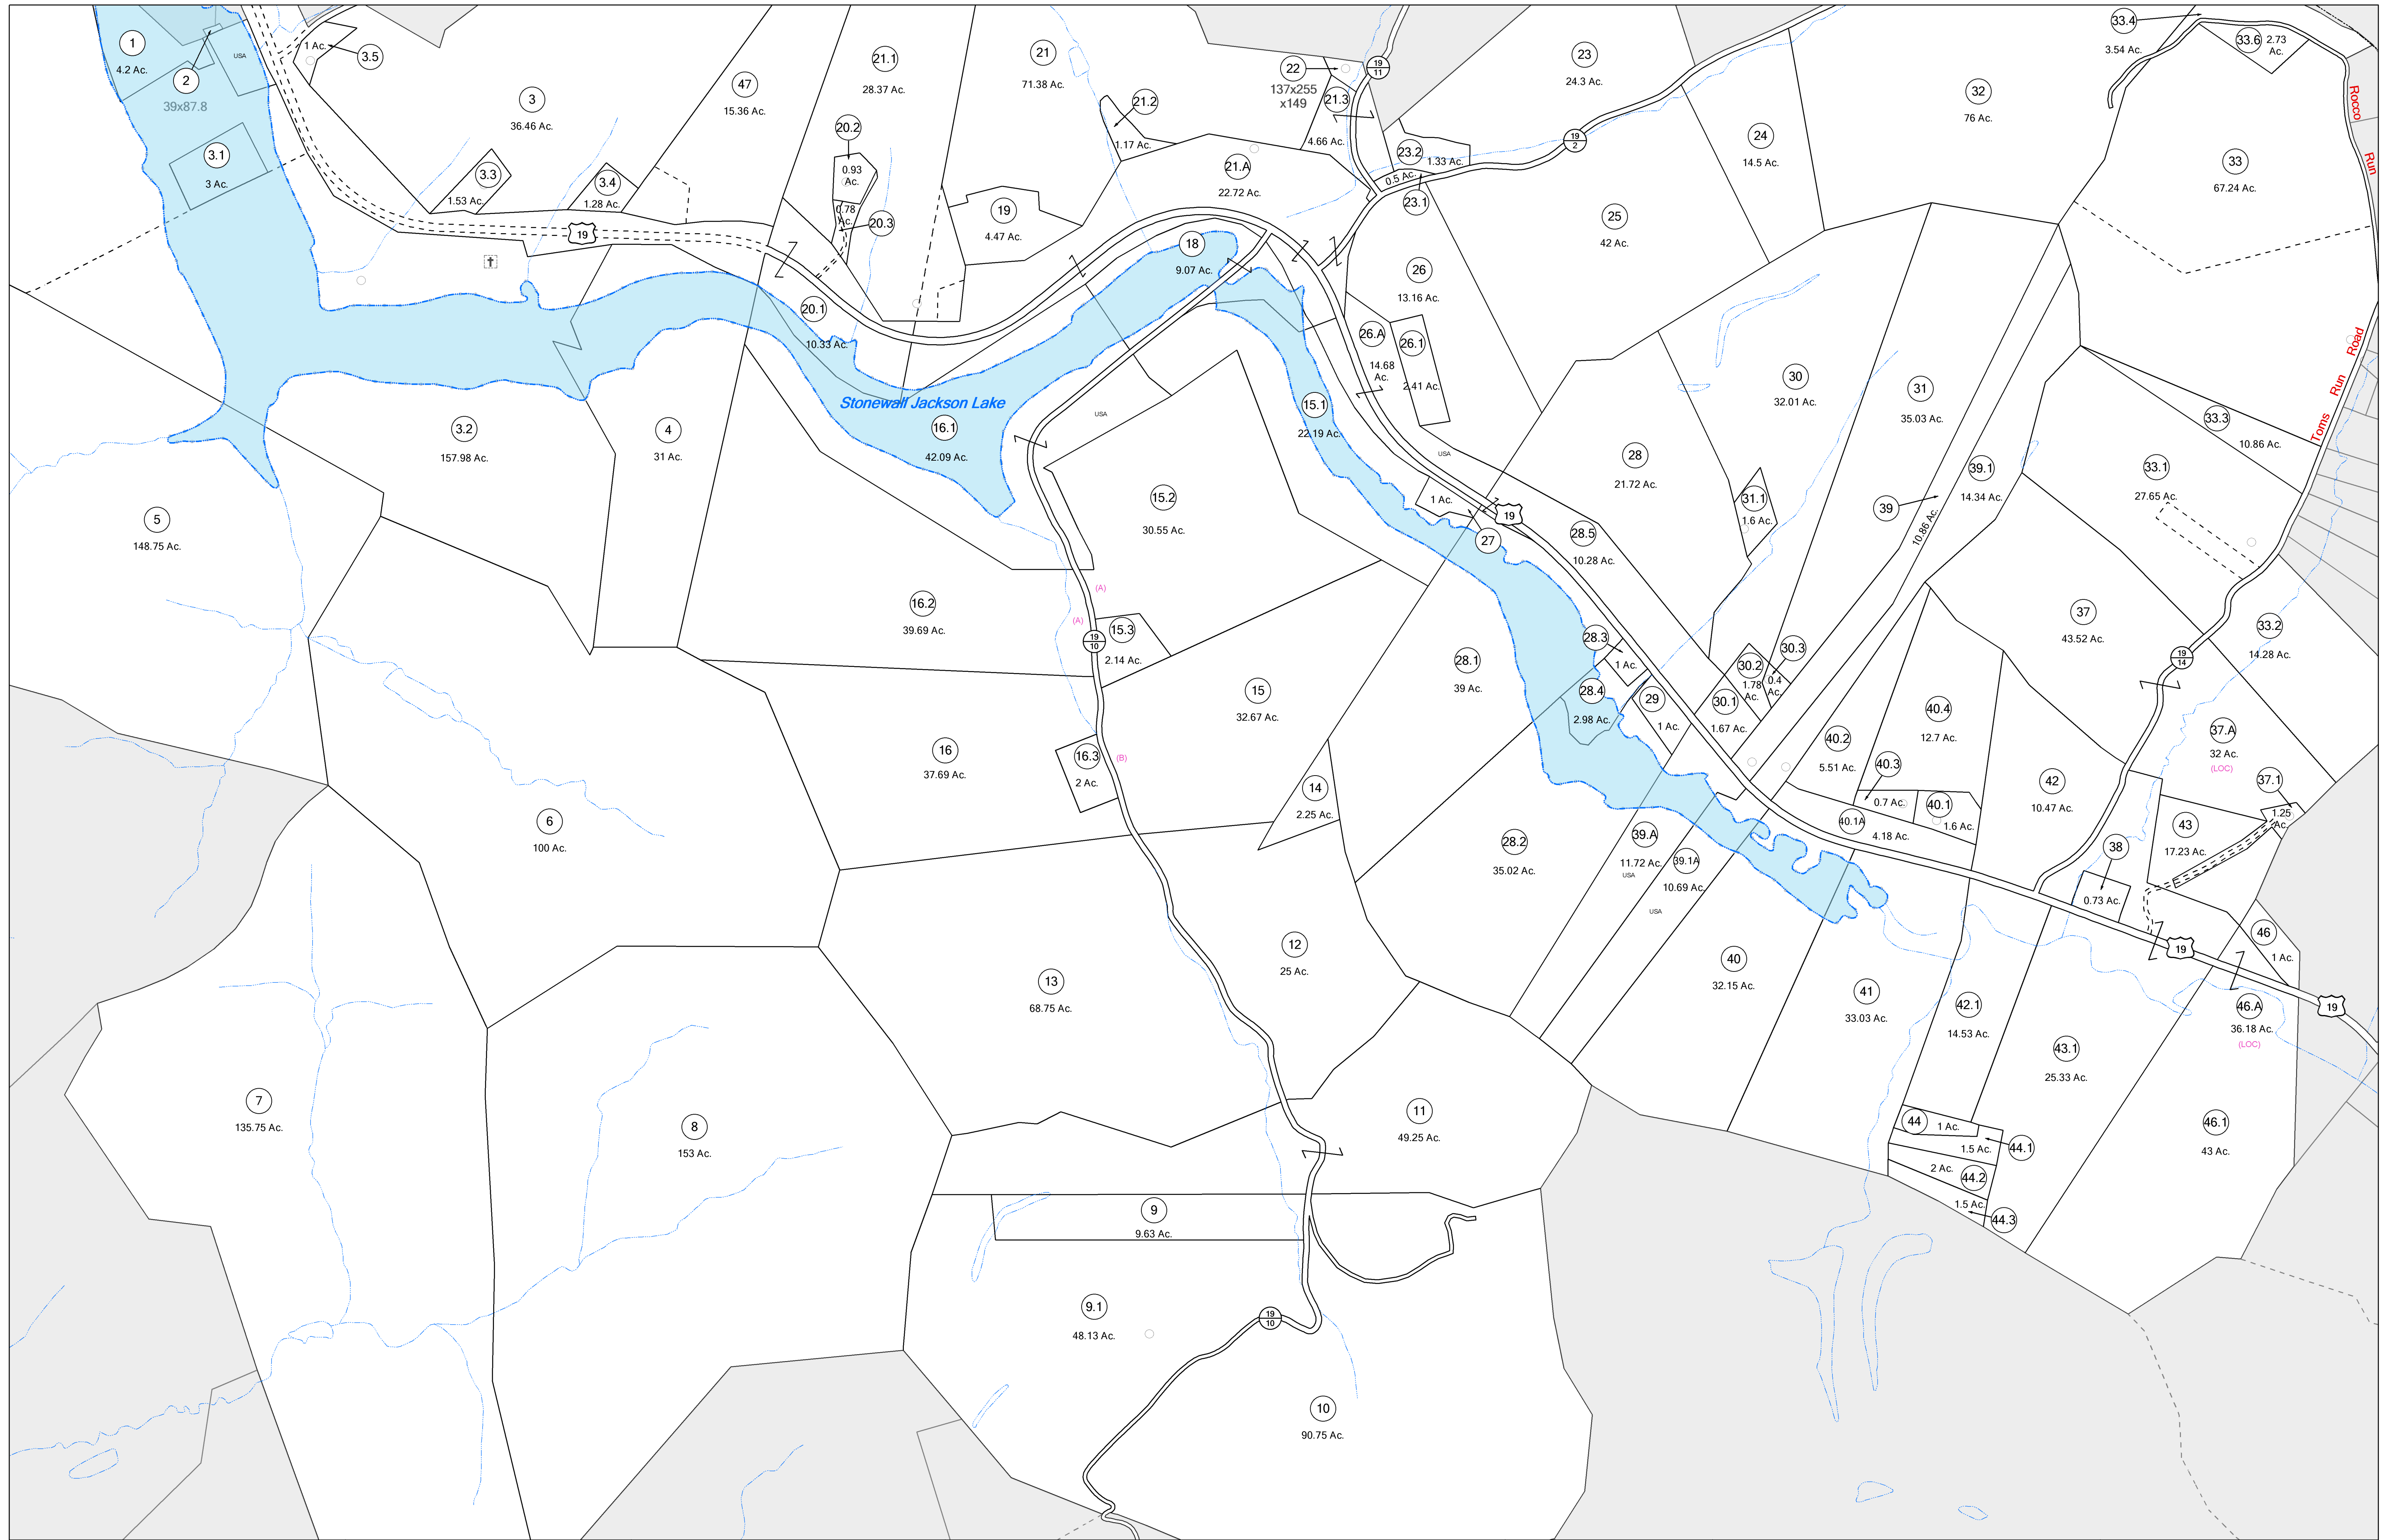 1
4.2 Ac.
2
39x87.8
USA
1 Ac.
3.5
3
36.46 Ac.
47
15.36 Ac.
21.1
28.37 Ac.
21
71.38 Ac.
21.2
1.17 Ac.
22
137x255
x149
19
11
21.3
4.66 Ac.
23
24.3 Ac.
19
2
24
14.5 Ac.
32
76 Ac.
33.4
3.54 Ac.
33.6
2.73
Ac.
Rocco
Run
33
67.24 Ac.
3.1
3 Ac.
3.3
1.53 Ac.
3.4
1.28 Ac.
20.2
0.93
Ac.
0.78
Ac.
20.3
19
4.47 Ac.
21.A
22.72 Ac.
23.2
1.33 Ac.
0.5 Ac.
23.1
25
42 Ac.
19
18
9.07 Ac.
26
13.16 Ac.
20.1
10.33 Ac.
26.A
14.68
Ac.
26.1
2.41 Ac.
Stonewall Jackson Lake
16.1
42.09 Ac.
USA
15.1
22.19 Ac.
30
32.01 Ac.
31
35.03 Ac.
Toms Run Road
33.3
10.86 Ac.
3.2
157.98 Ac.
4
31 Ac.
USA
28
21.72 Ac.
39.1
14.34 Ac.
33.1
27.65 Ac.
5
148.75 Ac.
15.2
30.55 Ac.
1 Ac.
19
27
31.1
1.6 Ac.
39
10.86 Ac.
28.5
10.28 Ac.
(A)
16.2
39.69 Ac.
(A)
19
10
15.3
2.14 Ac.
28.3
1 Ac.
28.1
39 Ac.
30.2
1.78
Ac.
30.3
0.4
Ac.
37
43.52 Ac.
33.2
14.28 Ac.
19
14
15
32.67 Ac.
28.4
2.98 Ac.
29
1 Ac.
30.1
1.67 Ac.
40.4
12.7 Ac.
40.2
5.51 Ac.
40.3
0.7 Ac.
37.A
32 Ac.
(LOC)
16
37.69 Ac.
16.3
2 Ac.
(B)
14
2.25 Ac.
42
10.47 Ac.
37.1
1.25
Ac.
40.1
1.6 Ac.
40.1A
4.18 Ac.
6
100 Ac.
28.2
35.02 Ac.
39.A
11.72 Ac.
USA
39.1A
10.69 Ac.
USA
43
17.23 Ac.
38
0.73 Ac.
12
25 Ac.
40
32.15 Ac.
19
46
1 Ac.
13
68.75 Ac.
41
33.03 Ac.
42.1
14.53 Ac.
46.A
36.18 Ac.
(LOC)
19
43.1
25.33 Ac.
7
135.75 Ac.
8
153 Ac.
11
49.25 Ac.
44
1 Ac.
1.5 Ac.
44.1
2 Ac.
44.2
1.5 Ac.
44.3
46.1
43 Ac.
9
9.63 Ac.
9.1
48.13 Ac.
19
10
10
90.75 Ac.